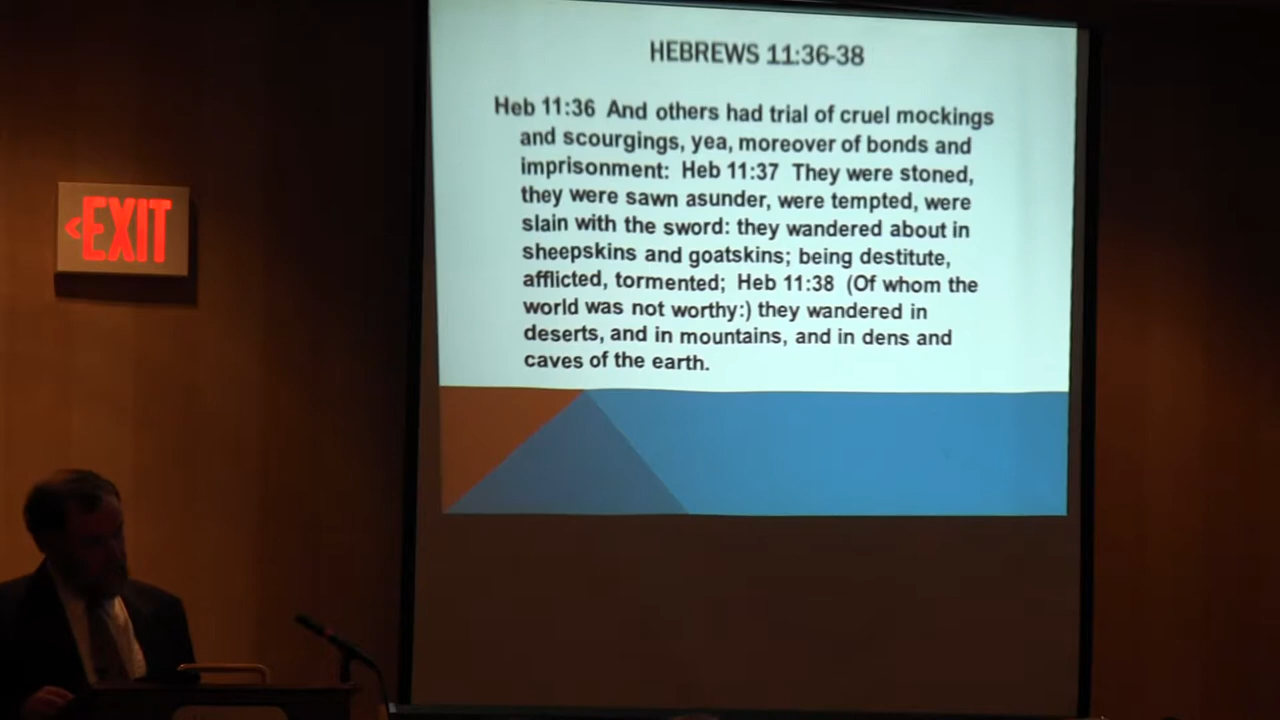 HEBREWS 11:36-38
Heb 11:36 And others had trial of cruel mockings
and scourgings, yea, moreover of bonds and
imprisonment: Heb 11:37 They were stoned,
they were sawn asunder, were tempted, were
slain with the sword: they wandered about in
sheepskins and goatskins; being destitute,
afflicted, tormented; Heb 11:38 (Of whom the
world was not worthy:) they wandered in
deserts, and in mountains, and in dens and
caves of the earth.
<EXIT